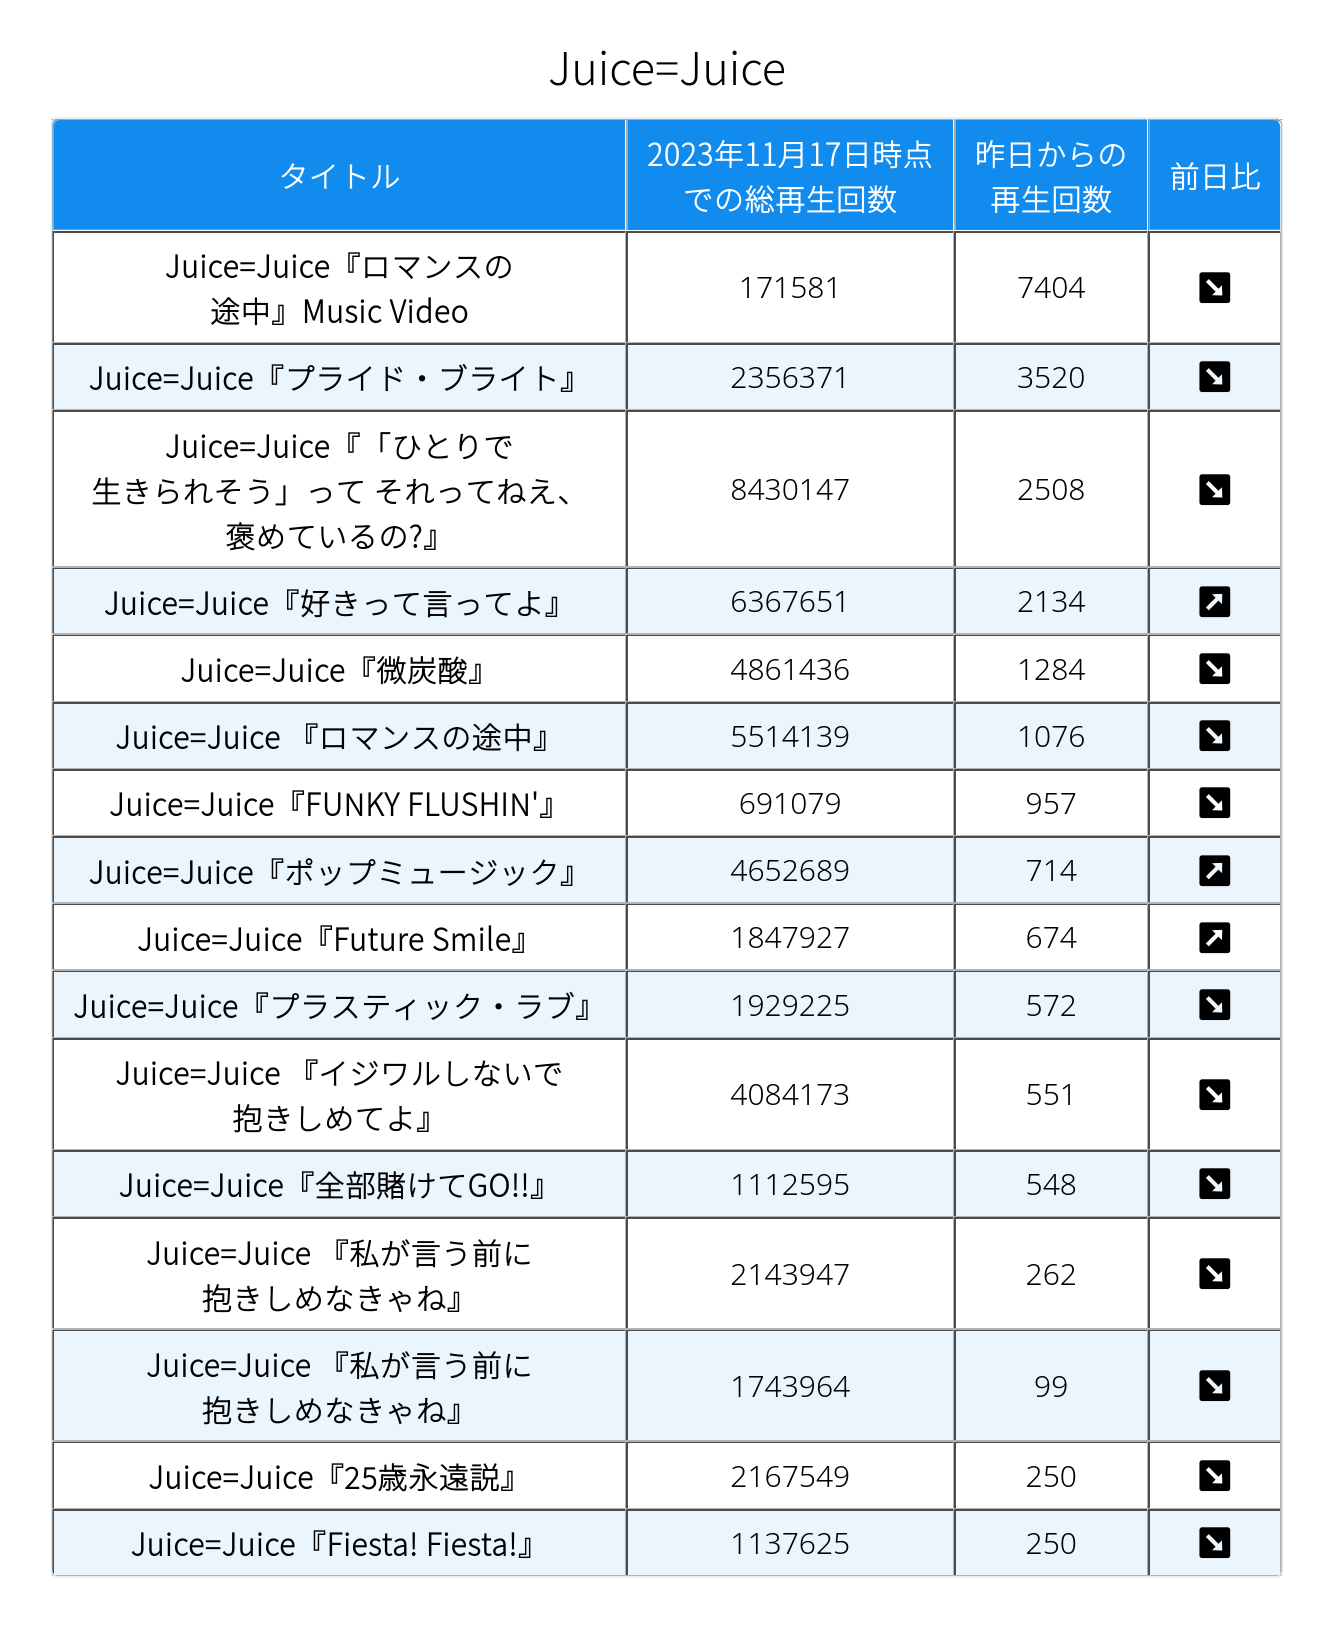 Juice=Juice
タイトル
2023年11月17日時点
での総再生回数
昨日からの
再生回数
前日比
Juice=Juice『ロマンスの
途中』Music Video
171581
7404
Juice=Juice『プライド・ブライト』
2356371
3520
Juice=Juice『「ひとりで
生きられそう」って それってねえ、
褒めているの?』
8430147
2508
Juice=Juice『好きって言ってよ』
6367651
2134
Juice=Juice『微炭酸』
4861436
1284
Juice=Juice 『ロマンスの途中』
5514139
1076
Juice=Juice『FUNKY FLUSHIN'』
691079
957
Juice=Juice『ポップミュージック』
4652689
714
Juice=Juice『Future Smile』
1847927
674
Juice=Juice『プラスティック・ラブ』
1929225
572
Juice=Juice 『イジワルしないで
抱きしめてよ』
4084173
551
Juice=Juice『全部賭けてGO!!』
1112595
548
Juice=Juice 『私が言う前に
抱きしめなきゃね』
2143947
262
Juice=Juice 『私が言う前に
抱きしめなきゃね』
1743964
99
Juice=Juice『25歳永遠説』
2167549
250
Juice=Juice『Fiesta! Fiesta!』
1137625
250